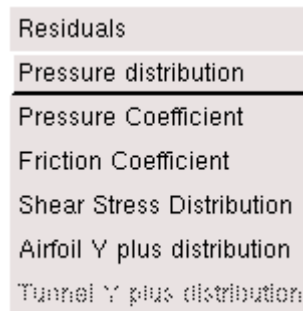 Residuals
Pressure distribution
Pressure Coefficient
Friction Coefficient
Shear Stress Distribution
Airfoil Y plus distribution
Tunnel Y plus distribution